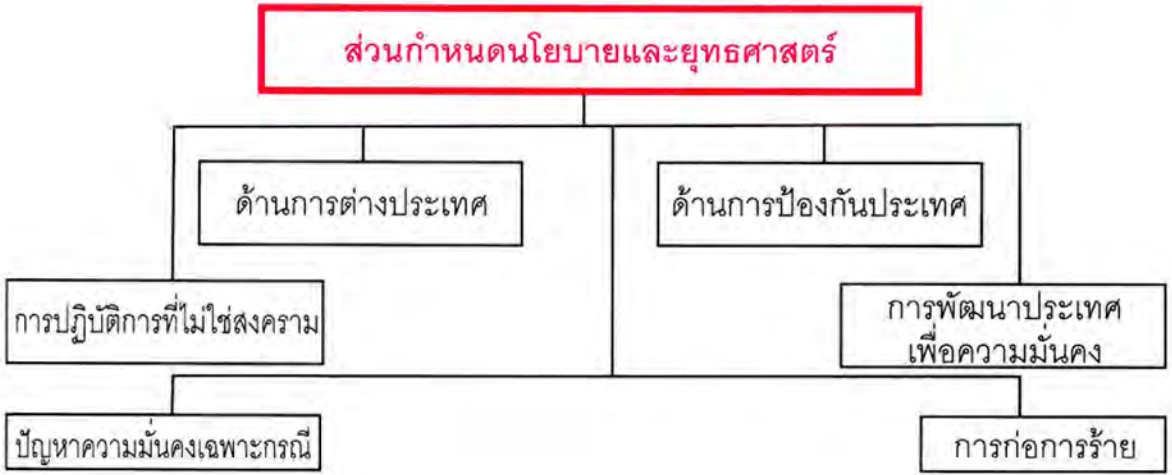 ส่วนกำหนดนโยบายและยุทธศาสตร์
ด้านการต่างประเทศ
ด้านการป้องกันประเทศ
การปฏิบัติการที่ไม่ใช่สงคราม
การพัฒนาประเทศ
เพื่อความมั่นคง
ปัญหาความมั่นคงเฉพาะกรณี
การก่อการร้าย